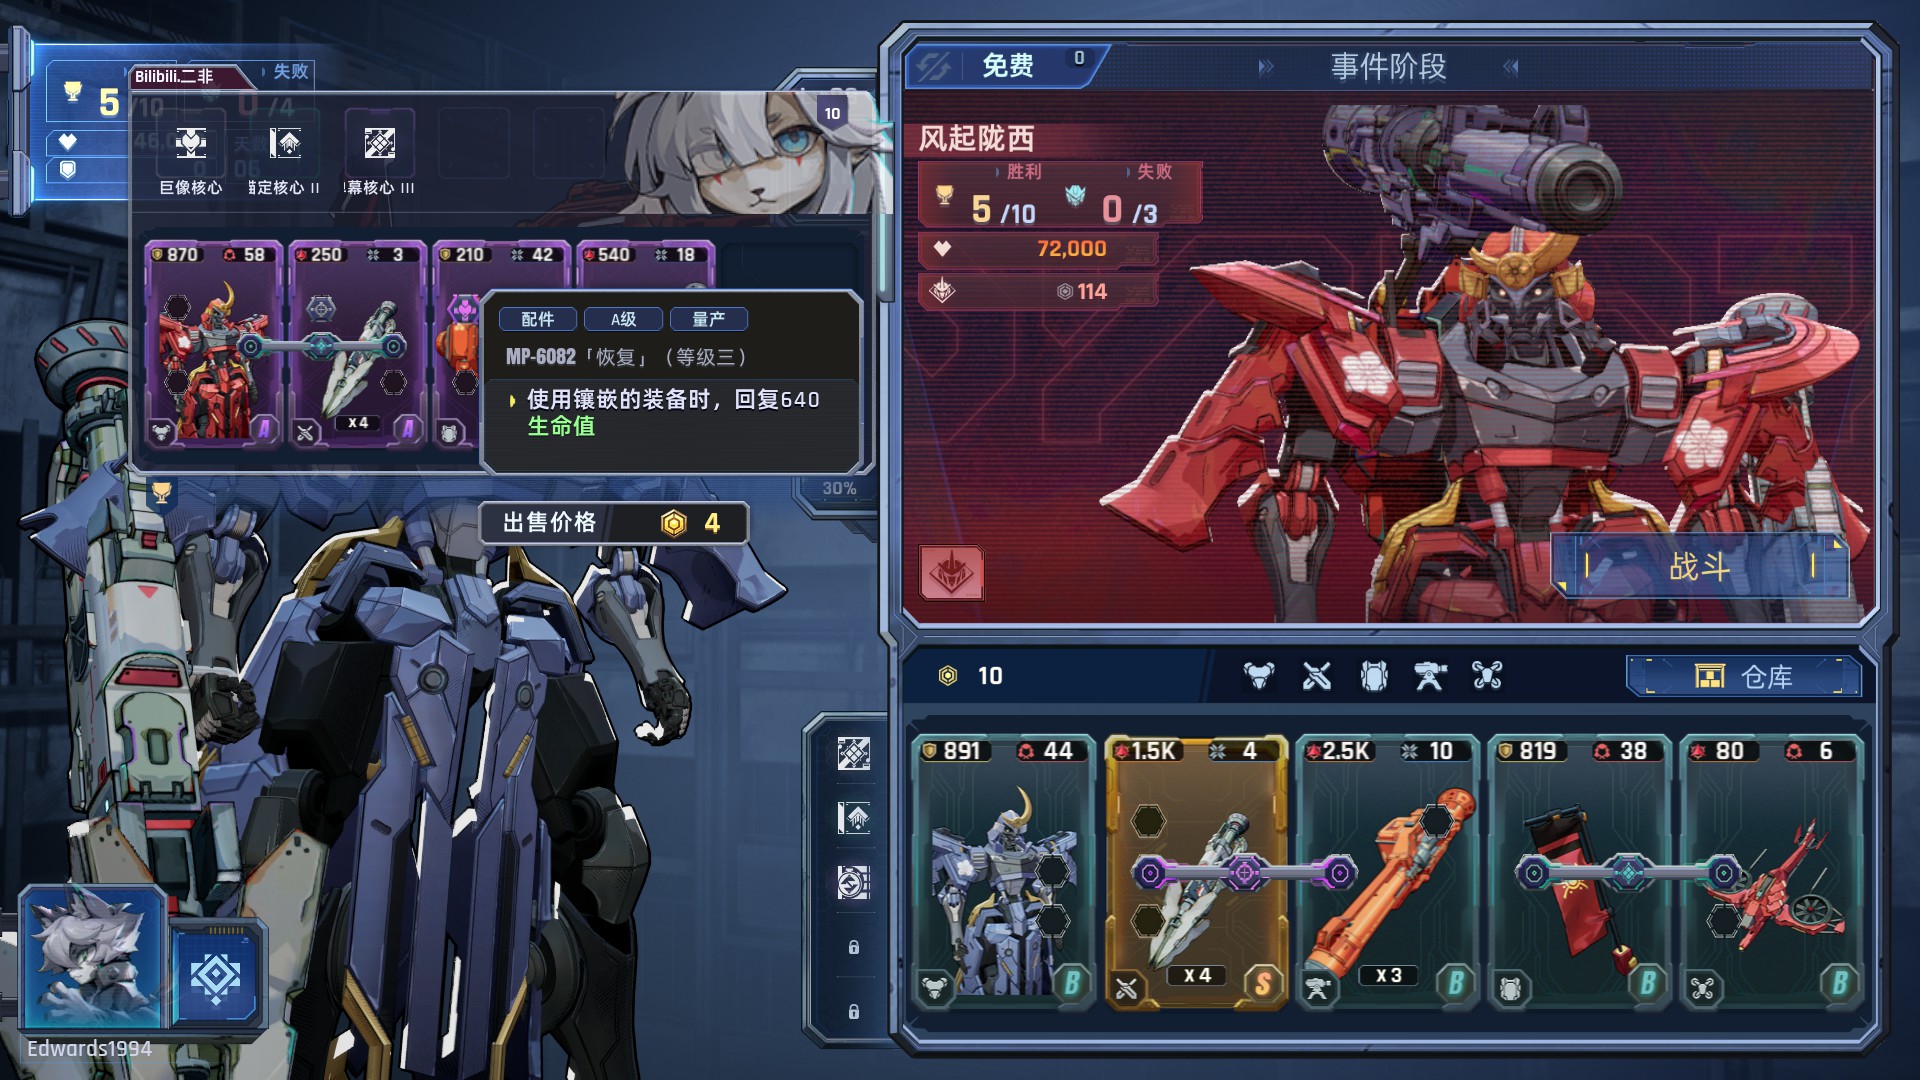 5 /10
失败
0 /4
Bilibili.二非
10
巨像核心
锚定核心 II
幕核心 III
870 58
250 3
210 42
540 18
x4 A
A
配件 A级 量产
MP-6082「恢复」（等级三）
使用镶嵌的装备时，回复640
生命值
30%
出售价格 4
Edwards1994
免费 0
事件阶段
风起陇西
胜利 失败
5 /10 0 /3
72,000
114
战斗
10
仓库
891 44
1.5K 4
2.5K 10
819 38
80 6
B
x4 S
x3 B
B
B